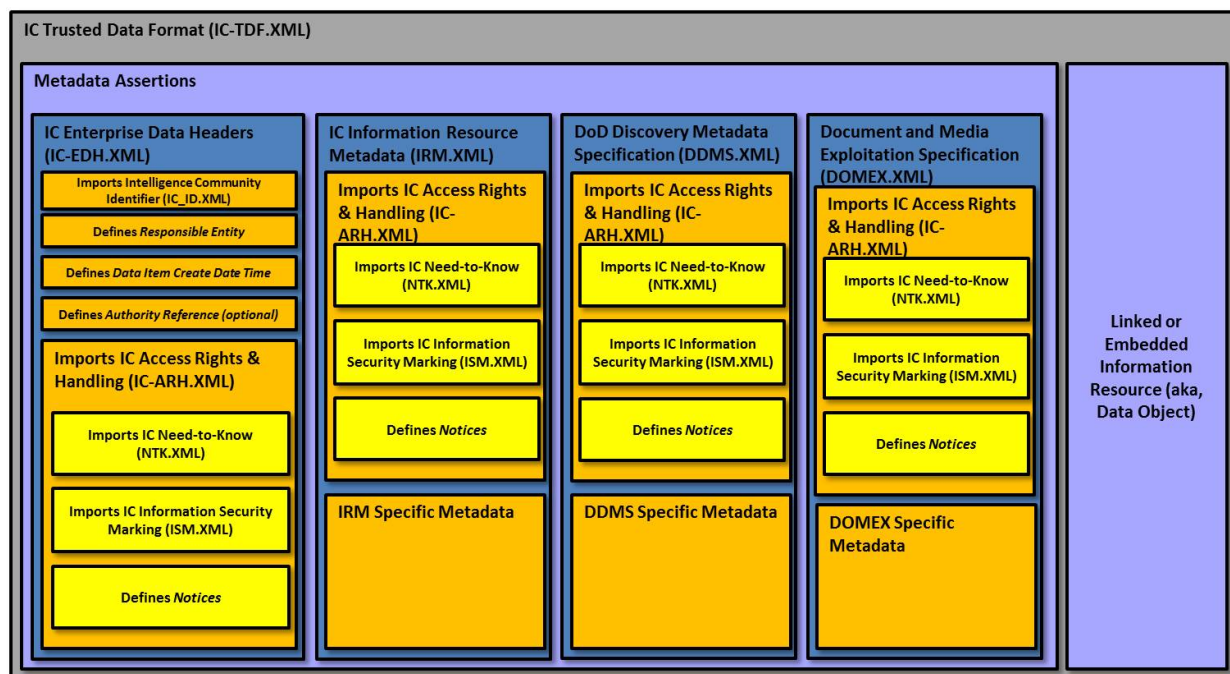 IC Trusted Data Format (IC-TDF.XML)
Metadata Assertions
IC Enterprise Data Headers
(IC-EDH.XML)
Imports Intelligence Community
Identifier (IC_ID.XML)
Defines Responsible Entity
Defines Data Item Create Date Time
Defines Authority Reference (optional)
Imports IC Access Rights &
Handling (IC-ARH.XML)
Imports IC Need-to-Know
(NTK.XML)
Imports IC Information Security
Marking (ISM.XML)
Defines Notices
IC Information Resource
Metadata (IRM.XML)
Imports IC Access Rights
& Handling (IC-
ARH.XML)
Imports IC Need-to-Know
(NTK.XML)
Imports IC Information
Security Marking (ISM.XML)
Defines Notices
IRM Specific Metadata
DoD Discovery Metadata
Specification (DDMS.XML)
Imports IC Access Rights
& Handling (IC-
ARH.XML)
Imports IC Need-to-Know
(NTK.XML)
Imports IC Information
Security Marking (ISM.XML)
Defines Notices
DDMS Specific Metadata
Document and Media
Exploitation Specification
(DOMEX.XML)
Imports IC Access Rights
& Handling (IC-
ARH.XML)
Imports IC Need-to-Know
(NTK.XML)
Imports IC Information
Security Marking (ISM.XML)
Defines Notices
DOMEX Specific
Metadata
Linked or
Embedded
Information
Resource (aka,
Data Object)